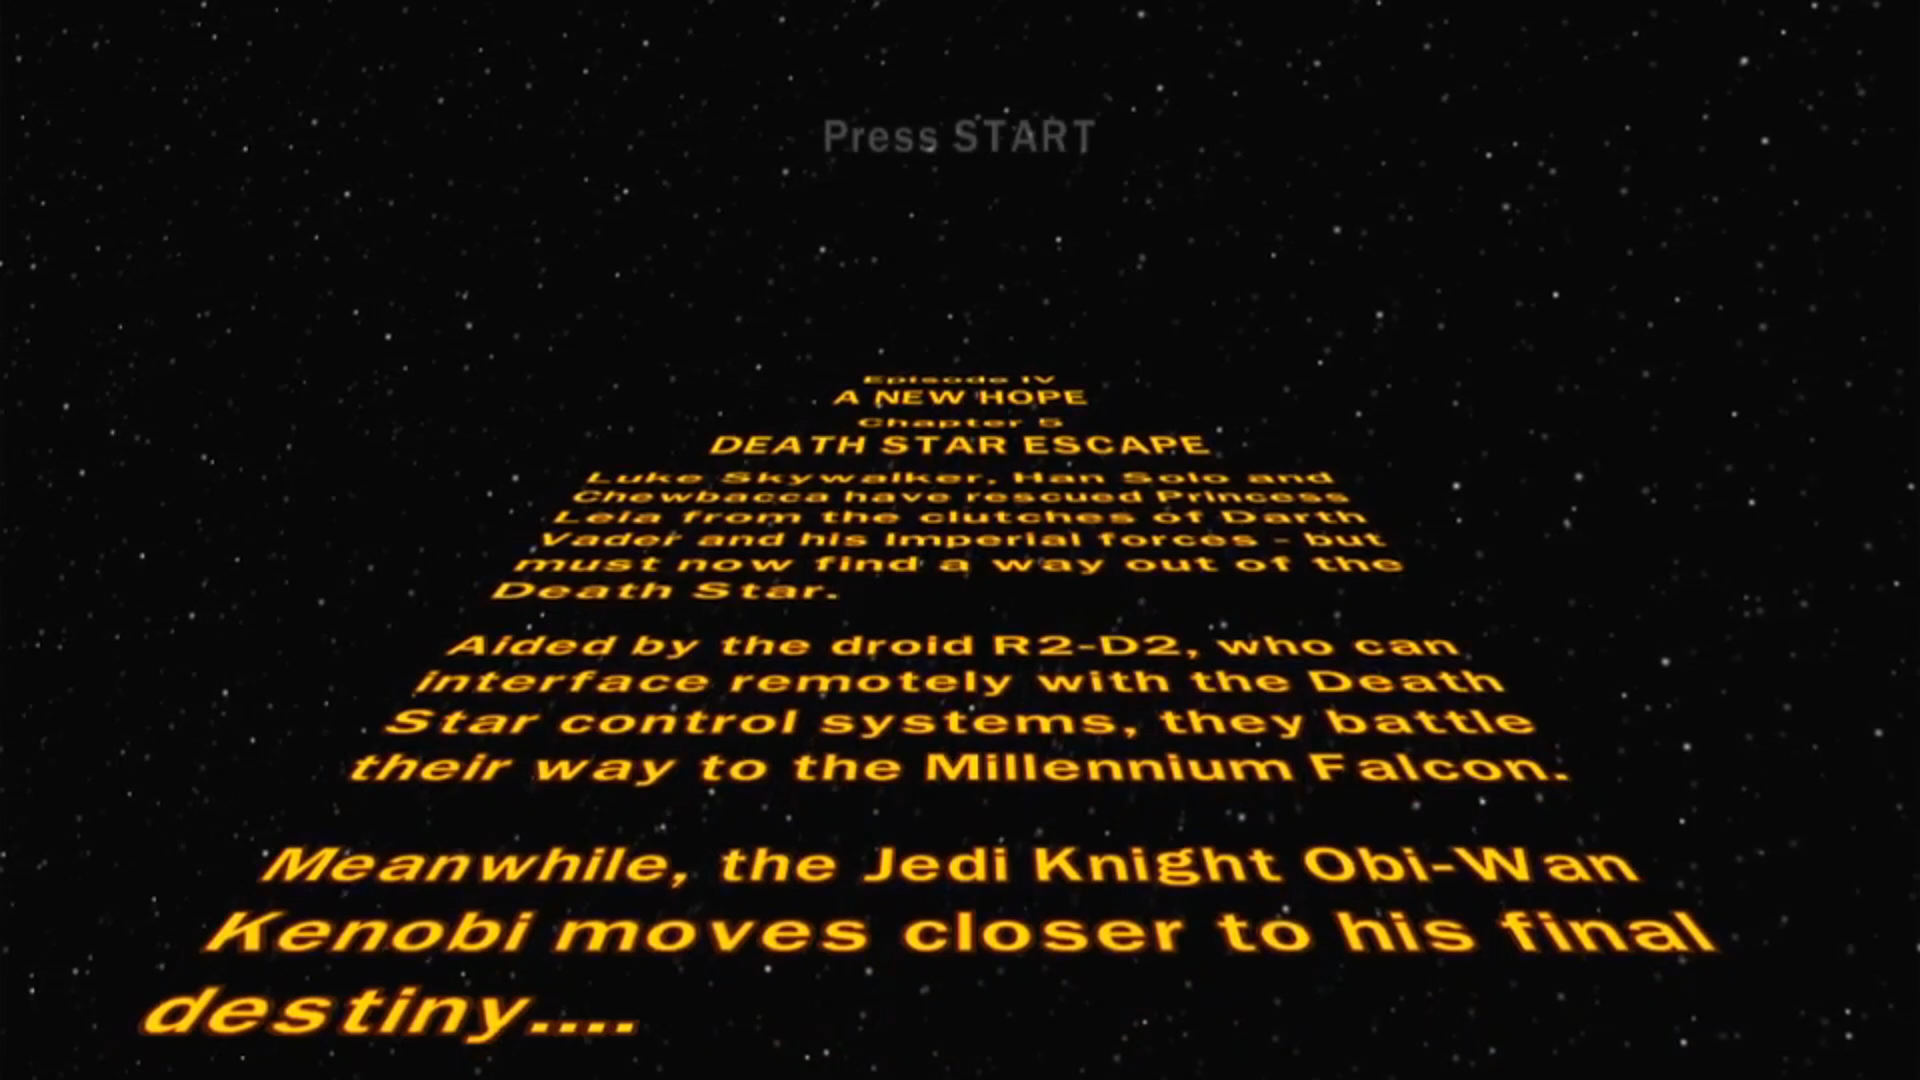 Press START
Episode IV
A NEW HOPE
Chapter 5
DEATH STAR ESCAPE
Luke Skywalker, Han Solo and
Chewbacca have rescued Princess
Leia from the clutches of Darth
Vader and his Imperial forces - but
must now find a way out of the
Death Star.
Aided by the droid R2-D2, who can
interface remotely with the Death
Star control systems, they battle
their way to the Millennium Falcon.
Meanwhile, the Jedi Knight Obi-Wan
Kenobi moves closer to his final
destiny....